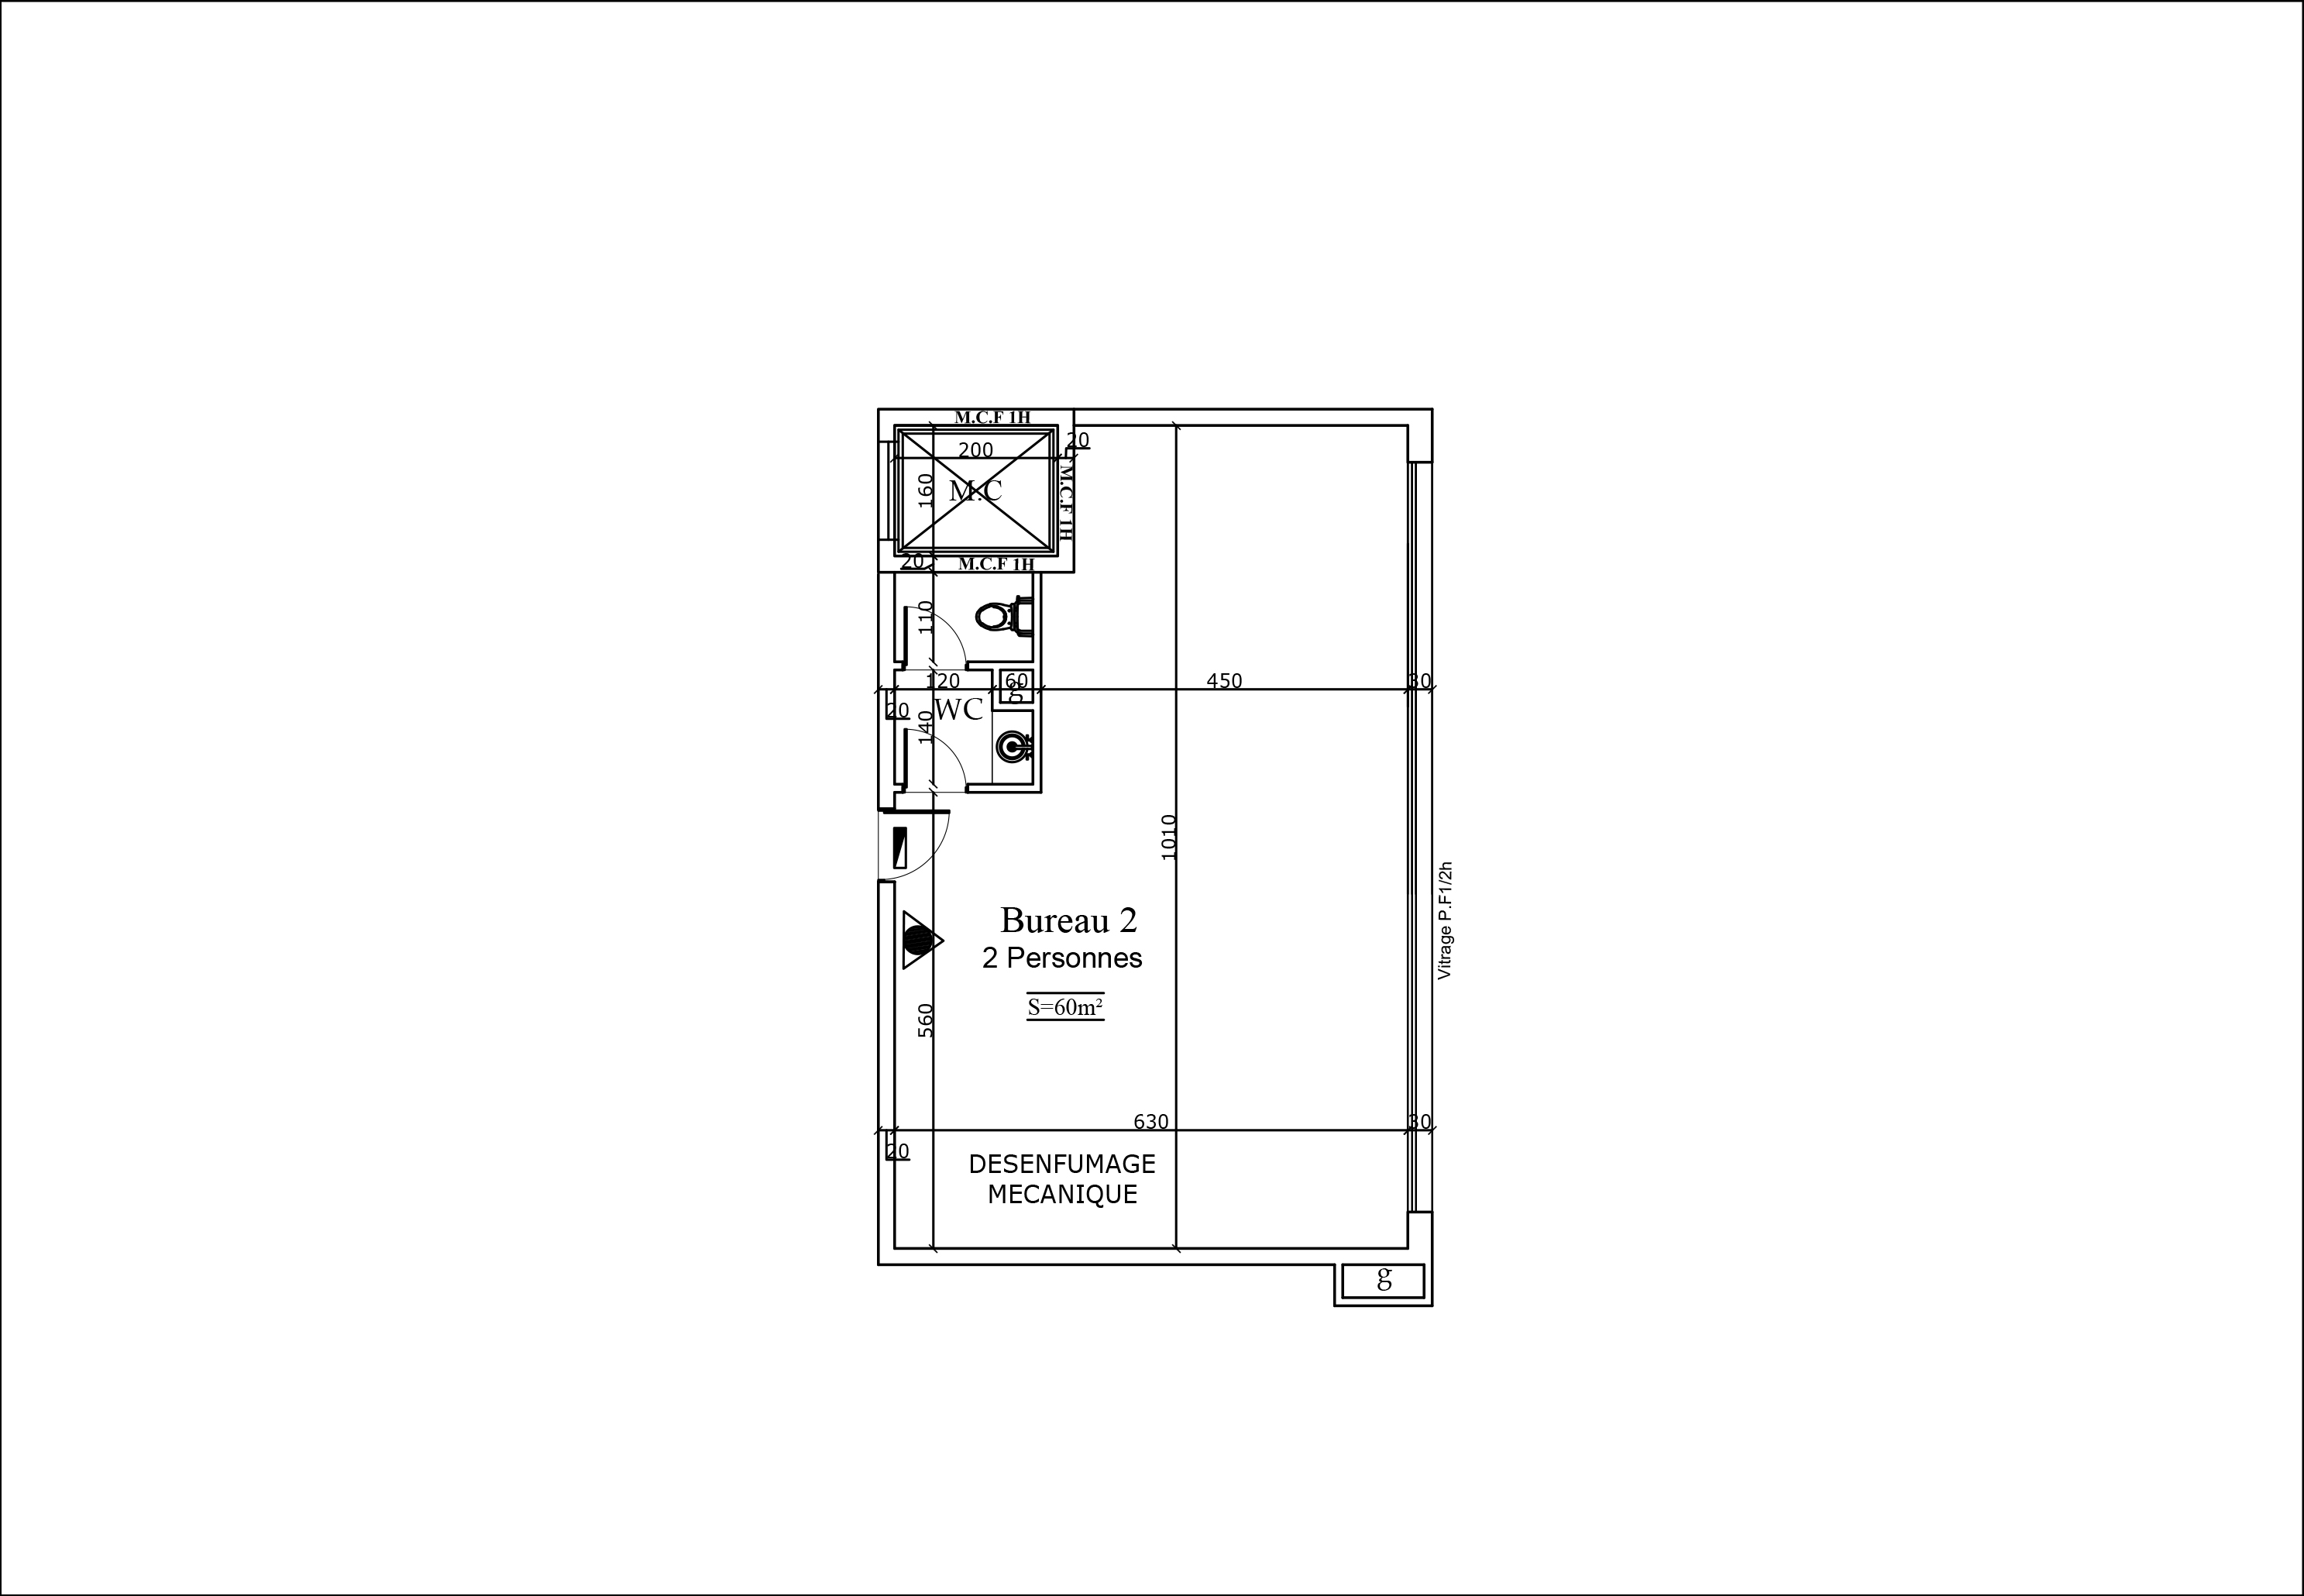 M.C.F 1H
20
200
M.C
160
M.C.F 1H
20
M.C.F 1H
110
120
60
g
450
30
20
WC
140
1010
Vitrage P.F1/2h
Bureau 2
2 Personnes
S=60m²
560
630
30
20
DESENFUMAGE
MECANIQUE
g